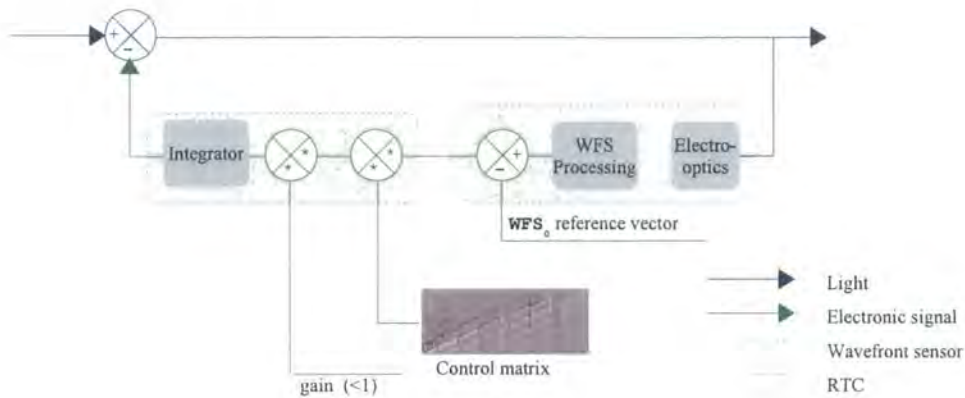 +
−
Integrator
*
*
*
*
+
−
WFS
Processing
Electro-
optics
WFS₀ reference vector
Light
Electronic signal
Control matrix
Wavefront sensor
gain (<1)
RTC